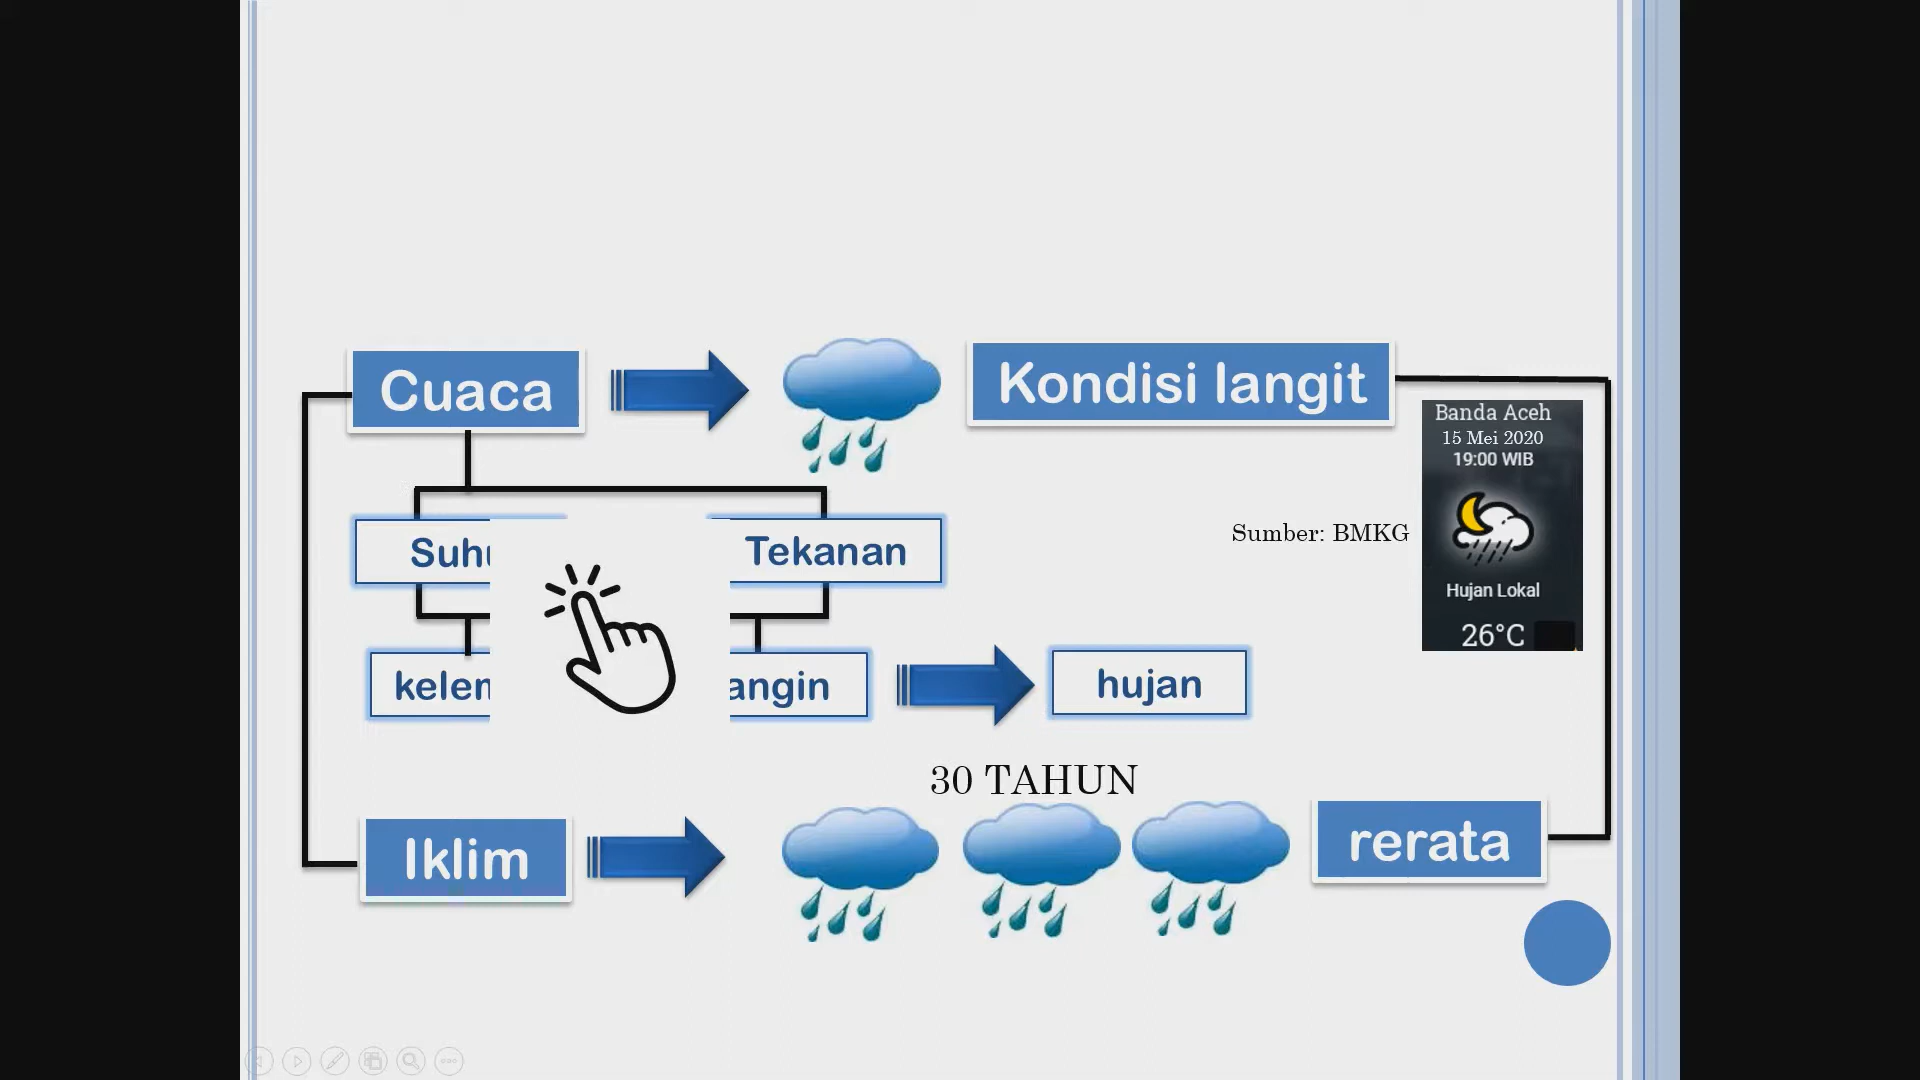 Cuaca
Kondisi langit
Banda Aceh
15 Mei 2020
19:00 WIB
Tekanan
Sumber: BMKG
Hujan Lokal
26°C
angin
hujan
30 TAHUN
Iklim
rerata